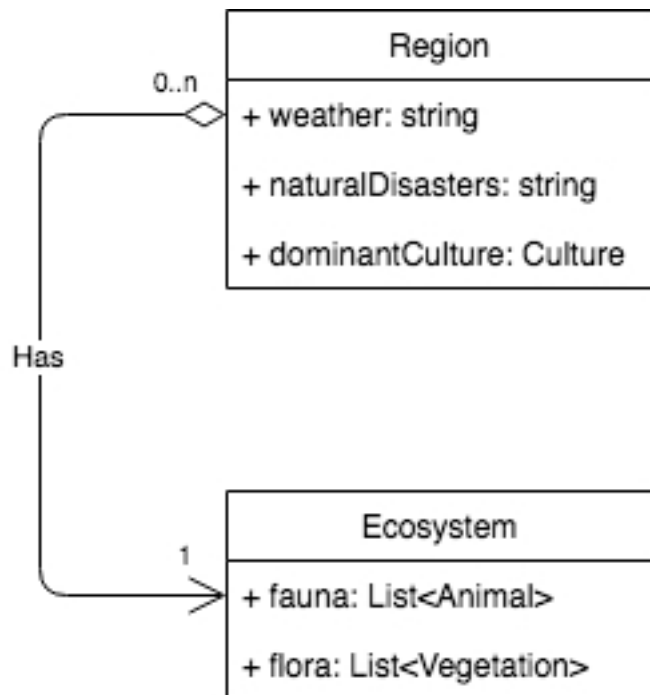 Region
0..n
+ weather: string
+ naturalDisasters: string
+ dominantCulture: Culture
Has
Ecosystem
1
+ fauna: List<Animal>
+ flora: List<Vegetation>